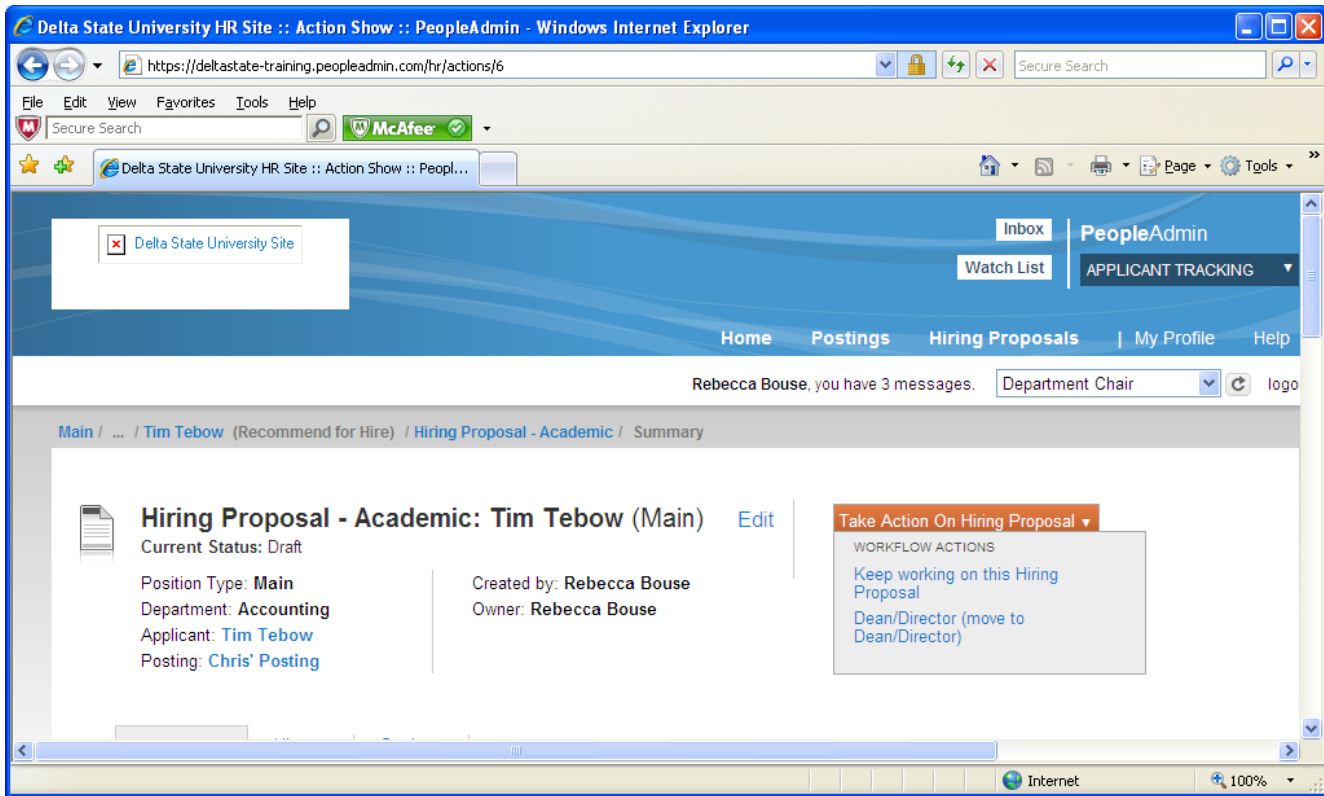 Delta State University HR Site :: Action Show :: PeopleAdmin - Windows Internet Explorer
https://deltastate-training.peopleadmin.com/hr/actions/6
Secure Search
File Edit View Favorites Tools Help
Secure Search
McAfee
Delta State University HR Site :: Action Show :: Peopl...
Page
Tools
»
Delta State University Site
Inbox
PeopleAdmin
Watch List
APPLICANT TRACKING
Home Postings Hiring Proposals | My Profile Help
Rebecca Bouse, you have 3 messages. Department Chair logo
Main / ... / Tim Tebow (Recommend for Hire) / Hiring Proposal - Academic / Summary
Hiring Proposal - Academic: Tim Tebow (Main) Edit
Current Status: Draft
Position Type: Main
Department: Accounting
Applicant: Tim Tebow
Posting: Chris' Posting
Created by: Rebecca Bouse
Owner: Rebecca Bouse
Take Action On Hiring Proposal
WORKFLOW ACTIONS
Keep working on this Hiring
Proposal
Dean/Director (move to
Dean/Director)
Internet
100%